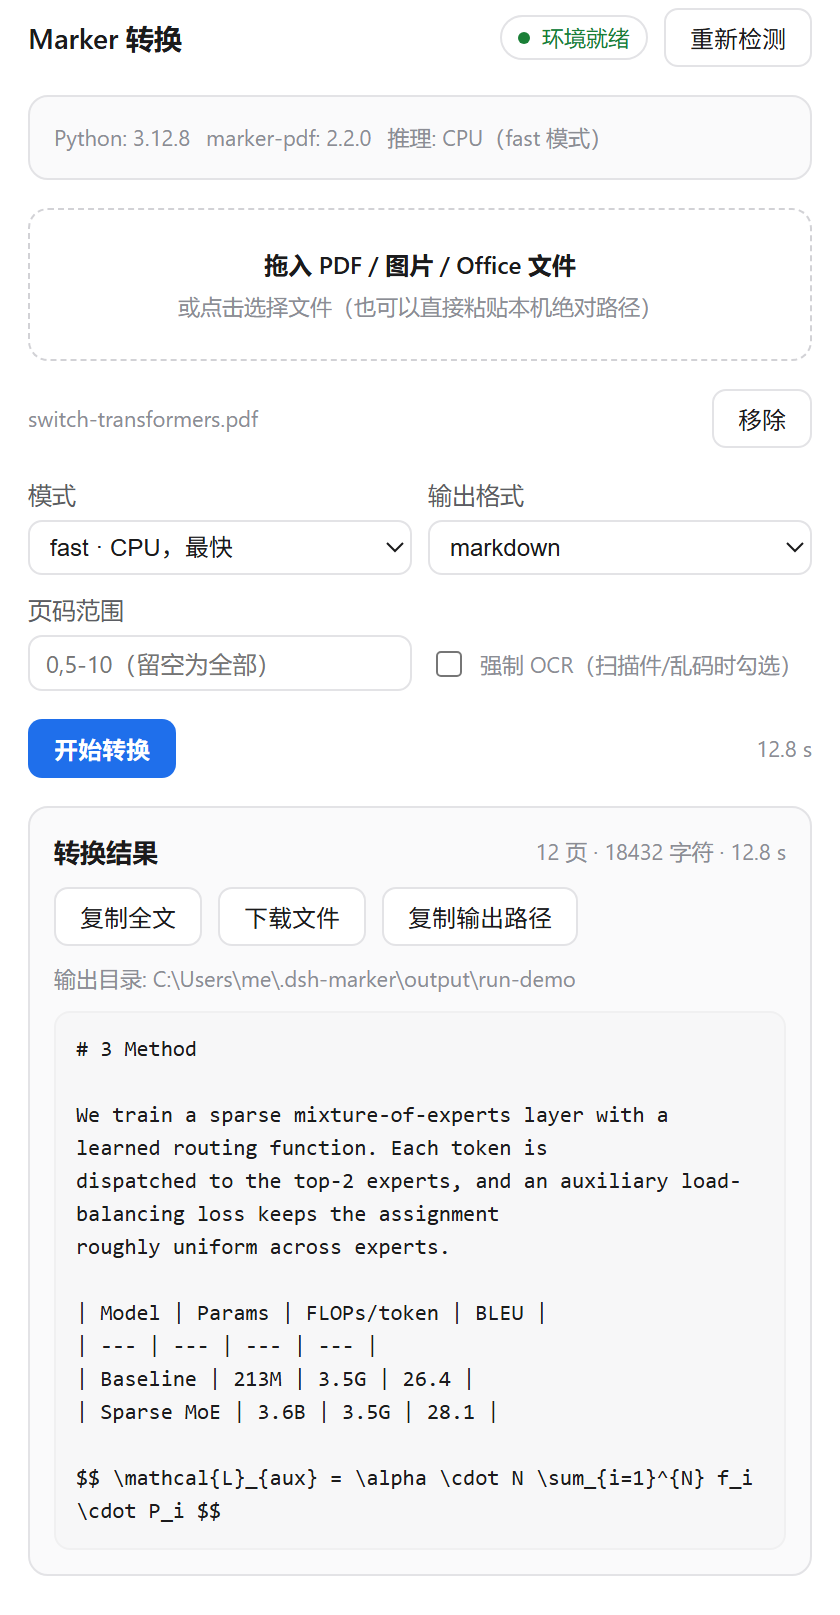 Marker 转换
环境就绪
重新检测
Python: 3.12.8 marker-pdf: 2.2.0 推理: CPU（fast 模式）
拖入 PDF / 图片 / Office 文件
或点击选择文件（也可以直接粘贴本机绝对路径）
switch-transformers.pdf
移除
模式
输出格式
fast · CPU，最快
markdown
页码范围
0,5-10（留空为全部）
强制 OCR（扫描件/乱码时勾选）
开始转换
12.8 s
转换结果
12 页 · 18432 字符 · 12.8 s
复制全文
下载文件
复制输出路径
输出目录: C:\Users\me\.dsh-marker\output\run-demo
# 3 Method
We train a sparse mixture-of-experts layer with a
learned routing function. Each token is
dispatched to the top-2 experts, and an auxiliary load-
balancing loss keeps the assignment
roughly uniform across experts.
| Model | Params | FLOPs/token | BLEU |
| --- | --- | --- | --- |
| Baseline | 213M | 3.5G | 26.4 |
| Sparse MoE | 3.6B | 3.5G | 28.1 |
$$ \mathcal{L}_{aux} = \alpha \cdot N \sum_{i=1}^{N} f_i
\cdot P_i $$